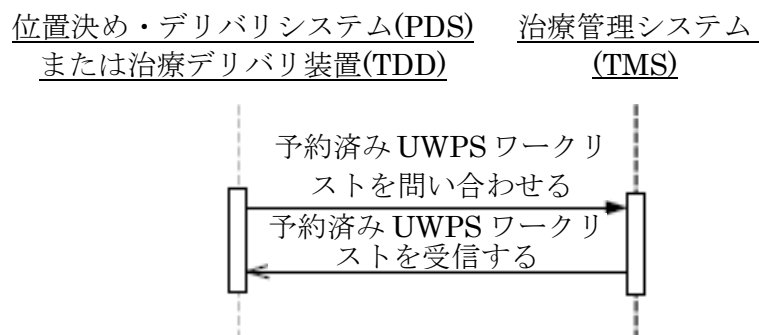 位置決め・デリバリシステム(PDS)
または治療デリバリ装置(TDD)
治療管理システム
(TMS)
予約済み UWPS ワークリ
ストを問い合わせる
予約済み UWPS ワークリ
ストを受信する